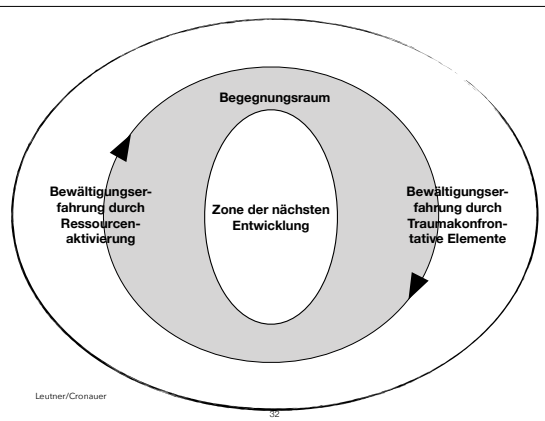 Begegnungsraum
Bewältigungser-
fahrung durch
Ressourcen-
aktivierung
Zone der nächsten
Entwicklung
Bewältigungser-
fahrung durch
Traumakonfron-
tative Elemente
Leutner/Cronauer
32